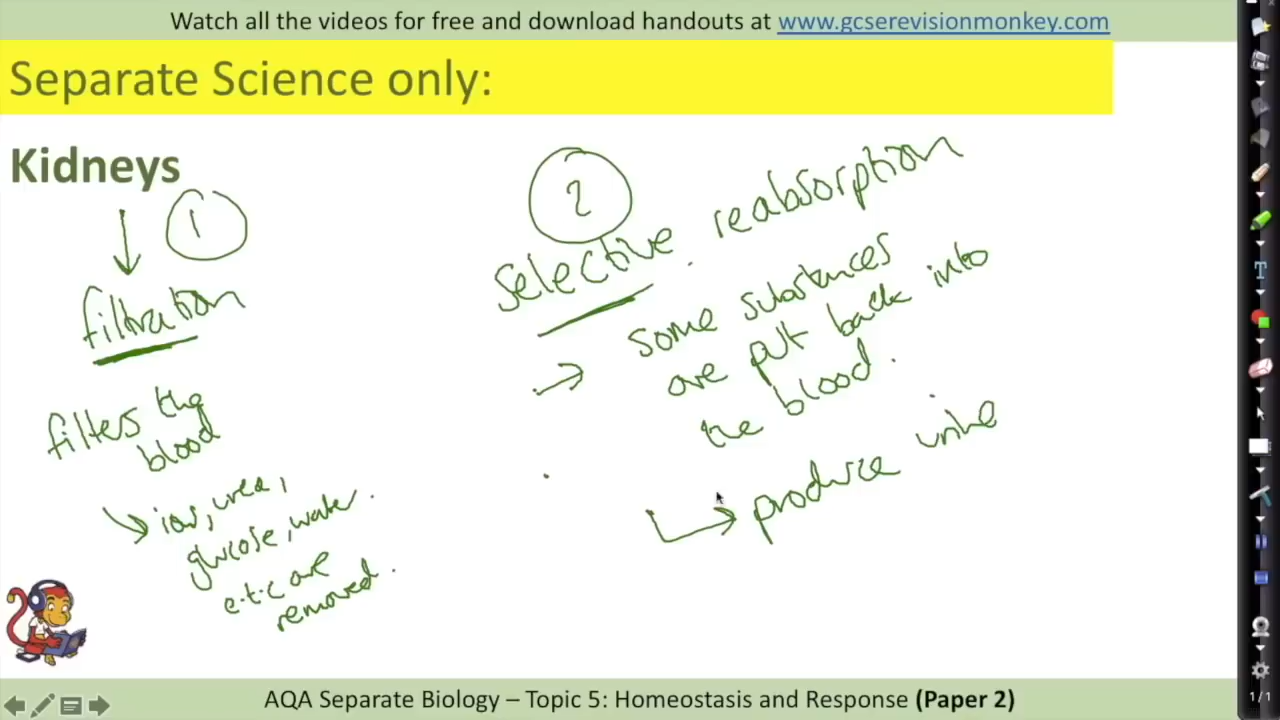 Watch all the videos for free and download handouts at www.gcserevisionmonkey.com
Separate Science only:
Kidneys
1
filtration
filters the
blood
ions, urea,
glucose, water
e.t.c are
removed.
2
selective reabsorption
some substances
are put back into
the blood.
produce urine
AQA Separate Biology – Topic 5: Homeostasis and Response (Paper 2)
1/1